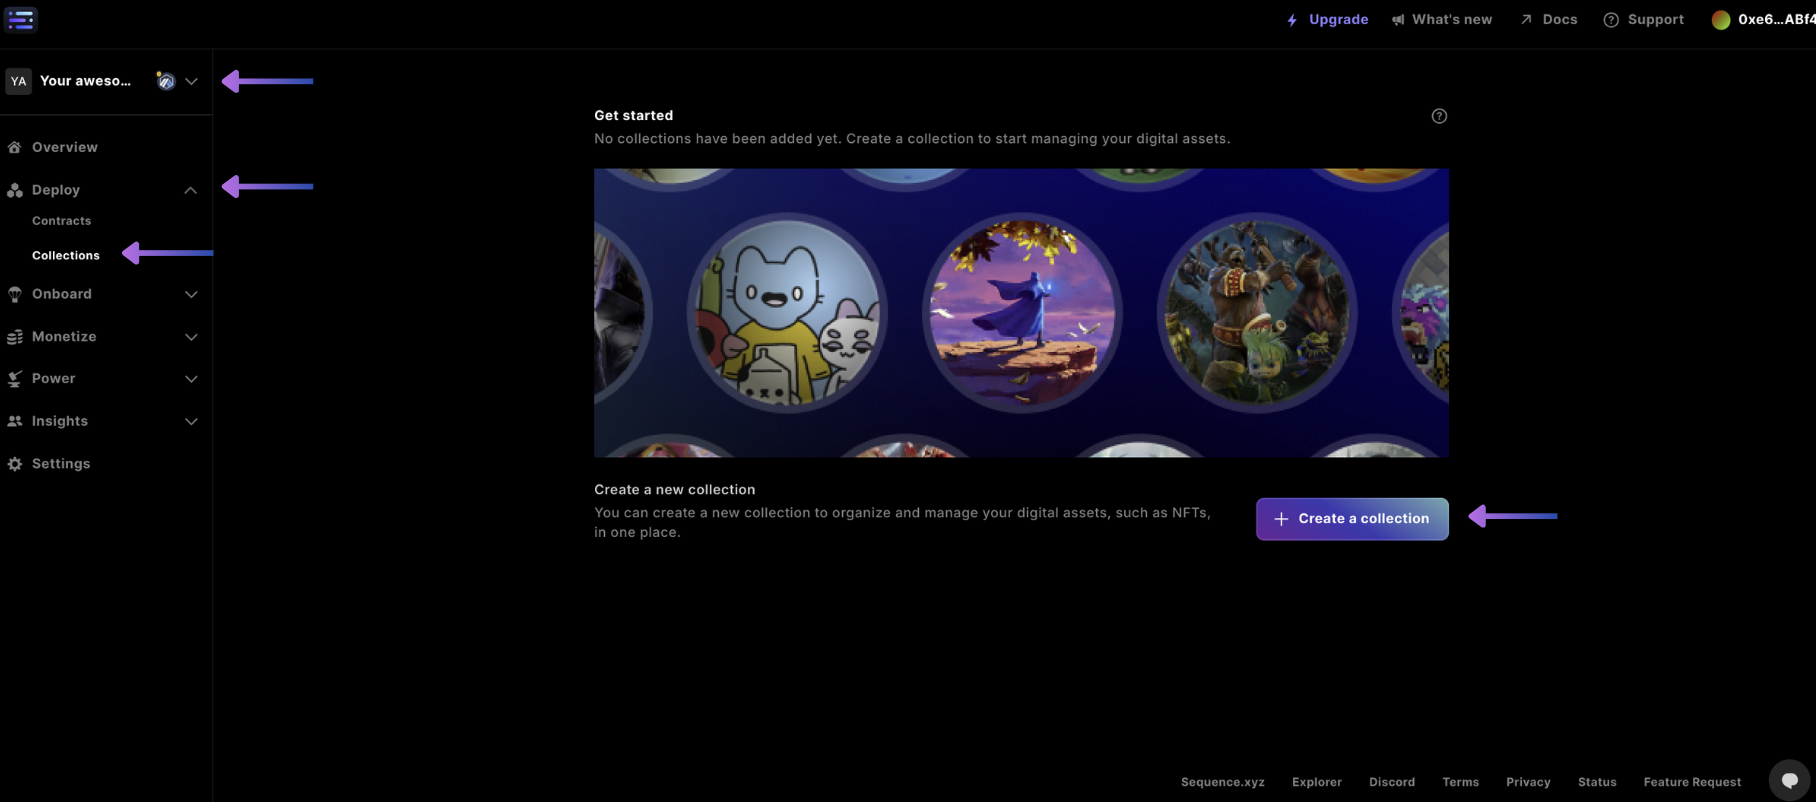 Upgrade
What's new
Docs
Support
0xe6...ABf4
YA
Your aweso...
Overview
Deploy
Contracts
Collections
Onboard
Monetize
Power
Insights
Settings
Get started
No collections have been added yet. Create a collection to start managing your digital assets.
Create a new collection
You can create a new collection to organize and manage your digital assets, such as NFTs,
in one place.
Create a collection
Sequence.xyz
Explorer
Discord
Terms
Privacy
Status
Feature Request